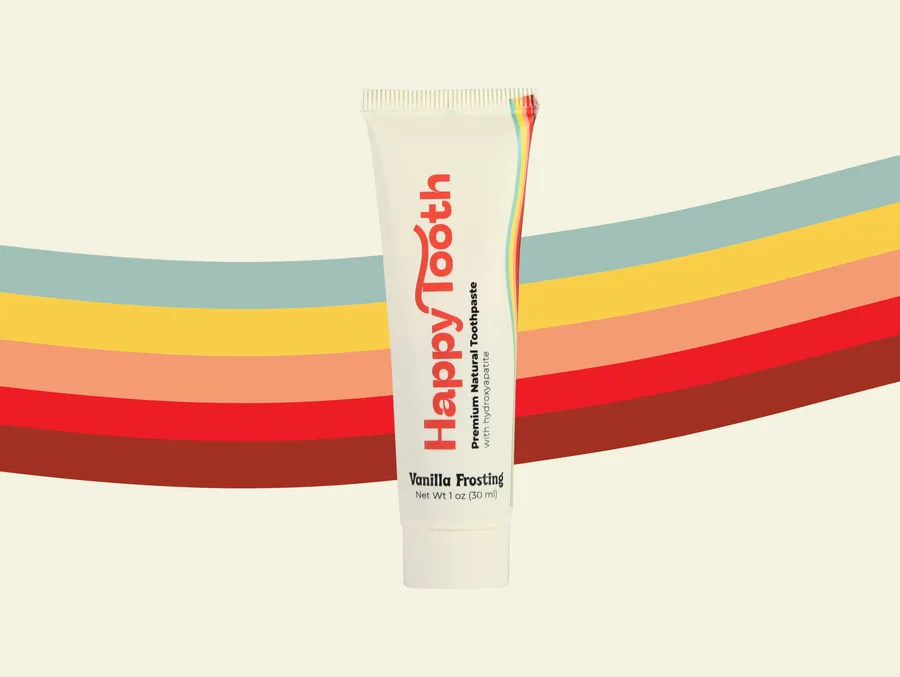 Happy Tooth
Premium Natural Toothpaste
with hydroxyapatite
Vanilla Frosting
Net Wt 1 oz (30 ml)